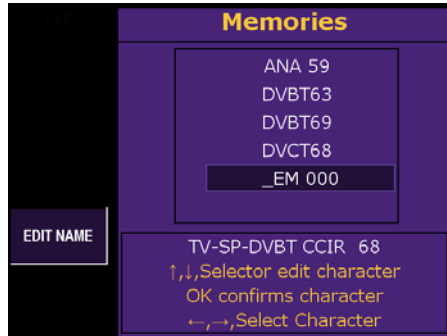 Memories
ANA 59
DVBT63
DVBT69
DVCT68
_EM 000
EDIT NAME
TV-SP-DVBT CCIR 68
↑,↓,Selector edit character
OK confirms character
←,→,Select Character